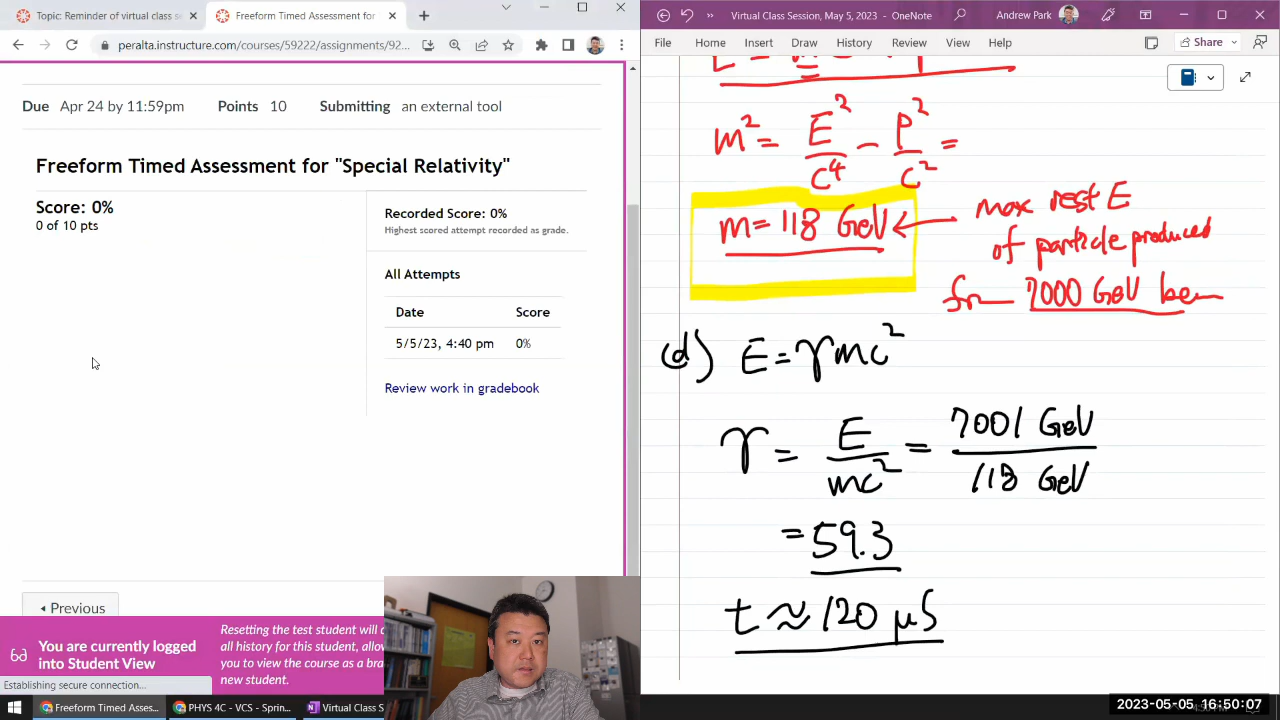 Topic: Reminder of virtual class
Freeform Timed Assessment for
peralta.instructure.com/courses/59222/assignments/92...
Due Apr 24 by 11:59pm Points 10 Submitting an external tool
Freeform Timed Assessment for "Special Relativity"
Score: 0%
0 of 10 pts
Recorded Score: 0%
Highest scored attempt recorded as grade.
All Attempts
Date Score
5/5/23, 4:40 pm 0%
Review work in gradebook
◂ Previous
You are currently logged
into Student View
Resetting the test student will
all history for this student, allo
you to view the course as a bra
new student.
Establishing secure connection...
Freeform Timed Asses...
PHYS 4C - VCS - Sprin...
Virtual Class S
Virtual Class Session, May 5, 2023 - OneNote
Andrew Park
File Home Insert Draw History Review View Help Share
m² = E²/c⁴ - P²/c² =
m = 118 GeV ←
max rest E
of particle produced
for 7000 GeV beam
(d) E = γmc²
γ = E/mc² = 7001 GeV/118 GeV
= 59.3
t ≈ 120 μs
2023-05-05 16:50:07